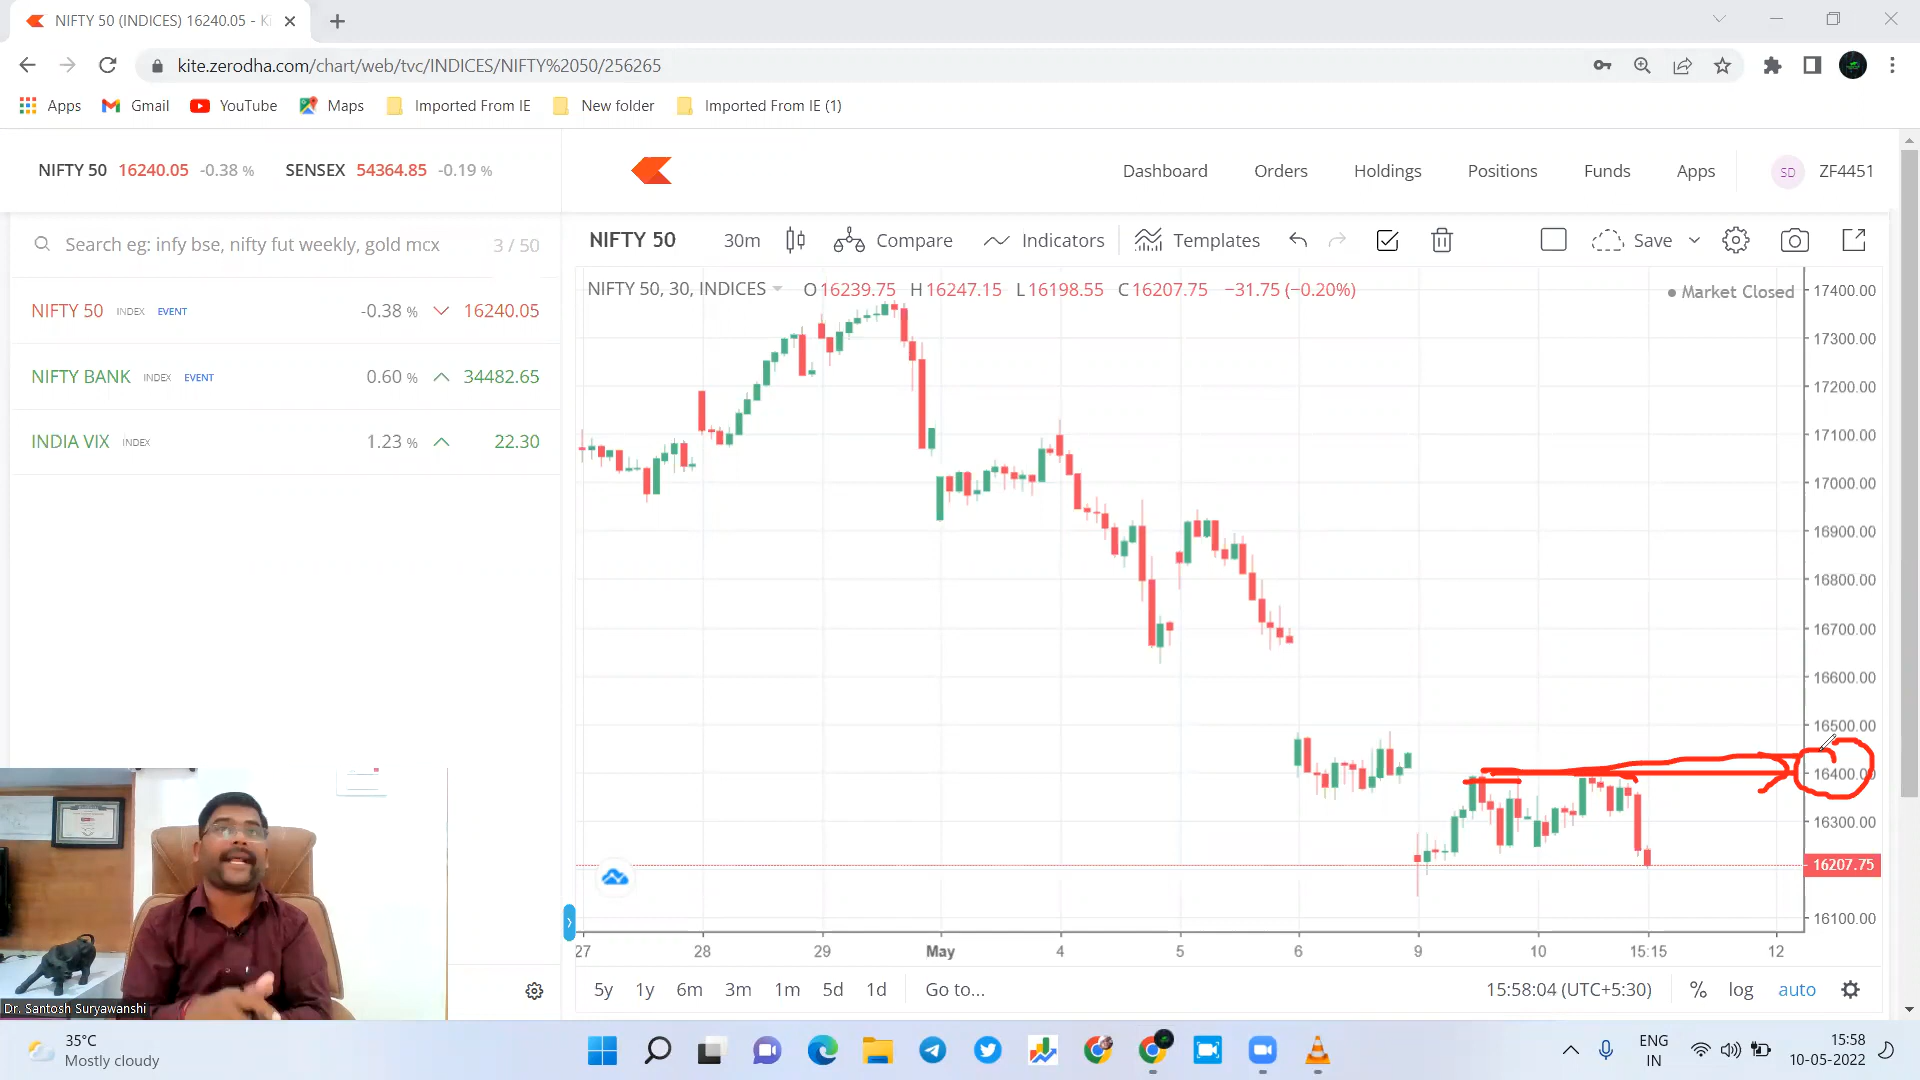 NIFTY 50 (INDICES) 16240.05 - Ki
kite.zerodha.com/chart/web/tvc/INDICES/NIFTY%2050/256265
Apps Gmail YouTube Maps Imported From IE New folder Imported From IE (1)
NIFTY 50 16240.05 -0.38 % SENSEX 54364.85 -0.19 %
Dashboard Orders Holdings Positions Funds Apps SD ZF4451
Search eg: infy bse, nifty fut weekly, gold mcx 3 / 50
NIFTY 50 INDEX EVENT -0.38 % 16240.05
NIFTY BANK INDEX EVENT 0.60 % 34482.65
INDIA VIX INDEX 1.23 % 22.30
NIFTY 50 30m Compare Indicators Templates Save
NIFTY 50, 30, INDICES O16239.75 H16247.15 L16198.55 C16207.75 −31.75 (−0.20%)
Market Closed
17400.00
17300.00
17200.00
17100.00
17000.00
16900.00
16800.00
16700.00
16600.00
16500.00
16400.00
16300.00
16207.75
16100.00
27 28 29 May 4 5 6 9 10 15:15 12
5y 1y 6m 3m 1m 5d 1d Go to... 15:58:04 (UTC+5:30) % log auto
Dr. Santosh Suryawanshi
35°C
Mostly cloudy
ENG
IN
15:58
10-05-2022